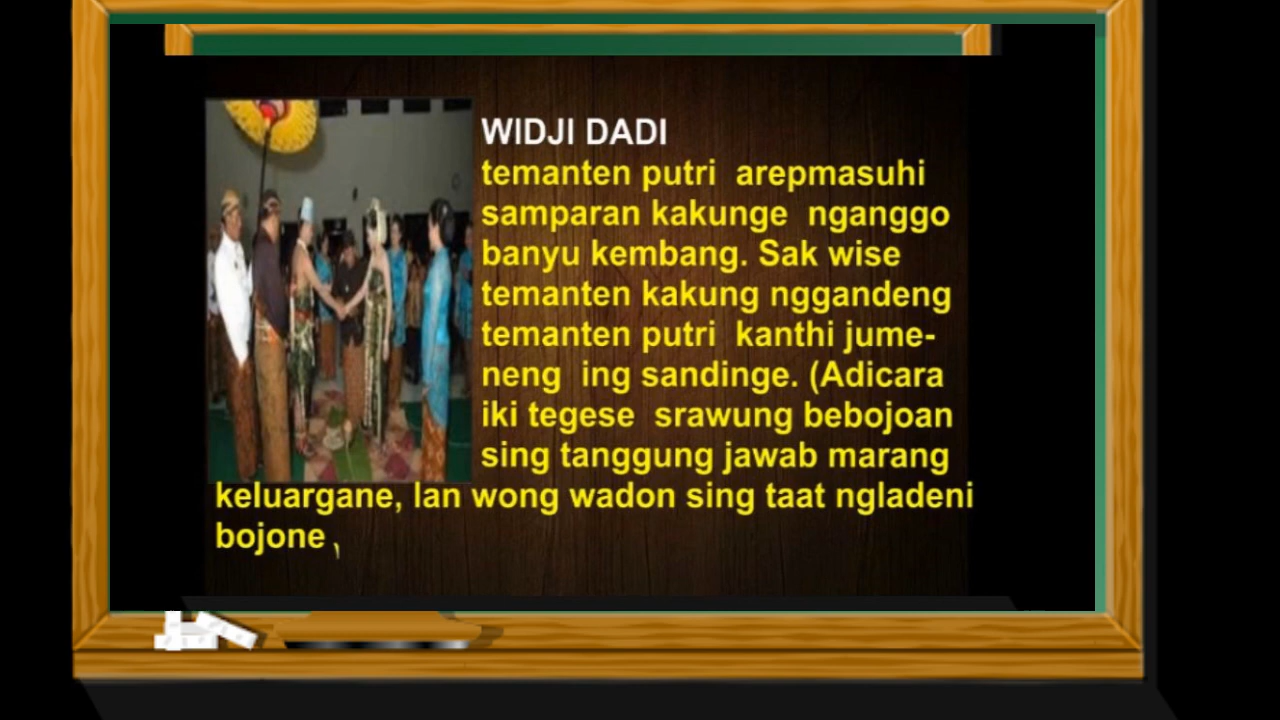 WIDJI DADI
temanten putri arepmasuhi
samparan kakunge nganggo
banyu kembang. Sak wise
temanten kakung nggandeng
temanten putri kanthi jume-
neng ing sandinge. (Adicara
iki tegese srawung bebojoan
sing tanggung jawab marang
keluargane, lan wong wadon sing taat ngladeni
bojone